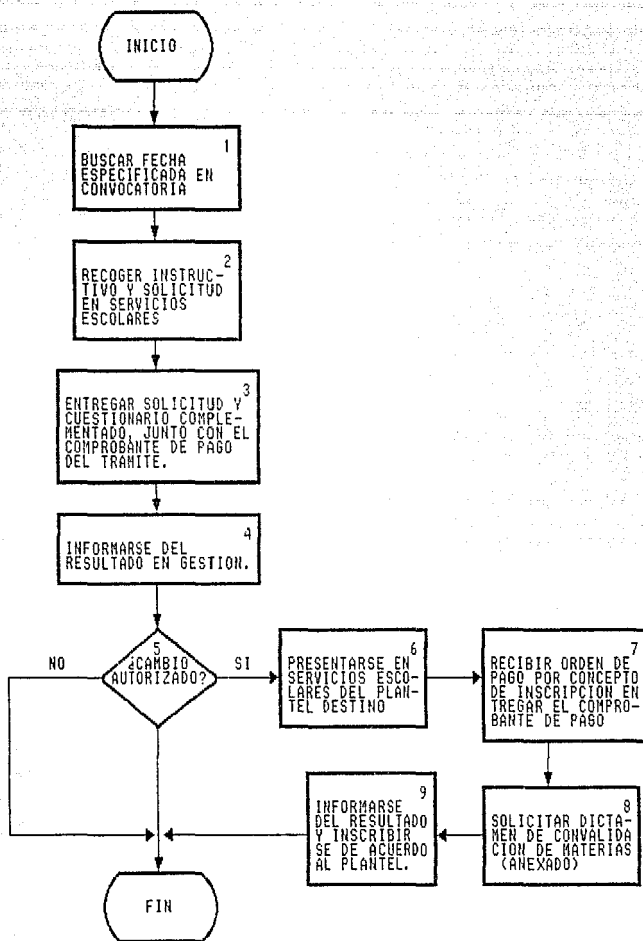 INICIO
1
BUSCAR FECHA
ESPECIFICADA EN
CONVOCATORIA
2
RECOGER INSTRUC-
TIVO Y SOLICITUD
EN SERVICIOS
ESCOLARES
3
ENTREGAR SOLICITUD Y
CUESTIONARIO COMPLE-
MENTADO, JUNTO CON EL
COMPROBANTE DE PAGO
DEL TRAMITE.
4
INFORMARSE DEL
RESULTADO EN GESTION.
5
¿CAMBIO
AUTORIZADO?
NO
SI
6
PRESENTARSE EN
SERVICIOS ESCO-
LARES DEL PLAN-
TEL DESTINO
7
RECIBIR ORDEN DE
PAGO POR CONCEPTO
DE INSCRIPCION EN
TREGAR EL COMPRO-
BANTE DE PAGO
8
SOLICITAR DICTA-
MEN DE CONVALIDA
CION DE MATERIAS
(ANEXADO)
9
INFORMARSE
DEL RESULTADO
Y INSCRIBIR
SE DE ACUERDO
AL PLANTEL.
FIN